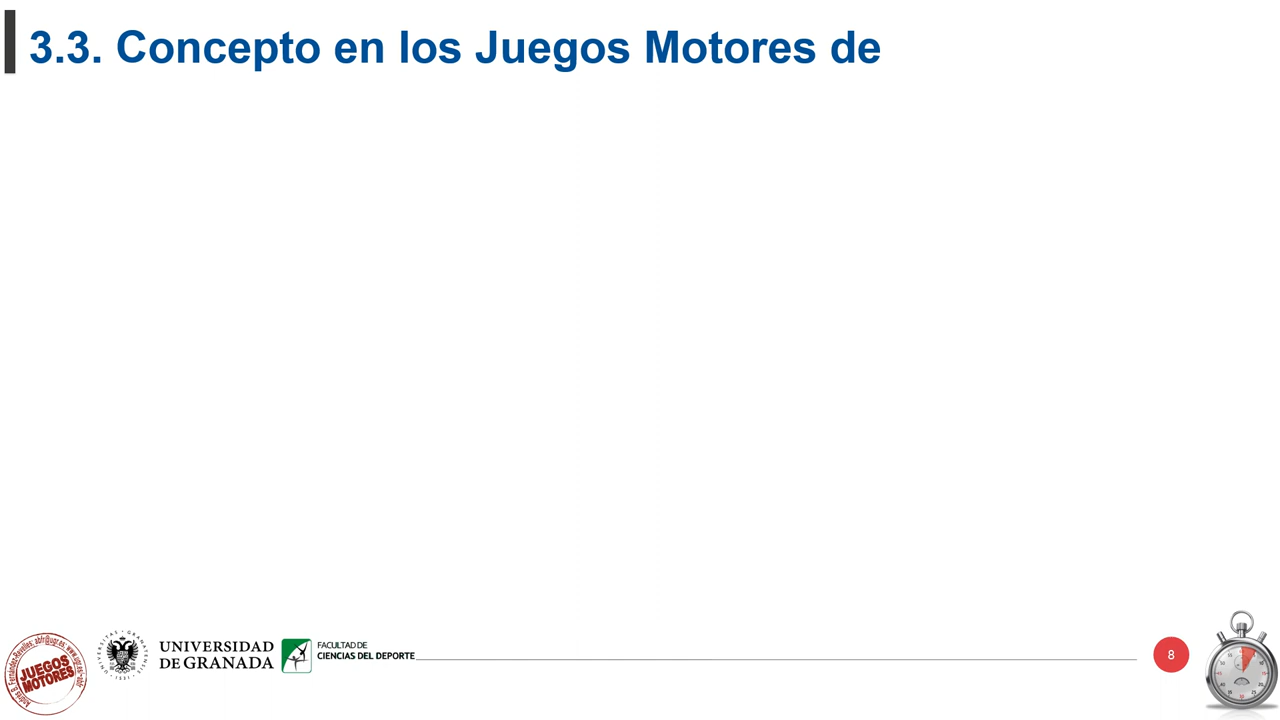 3.3. Concepto en los Juegos Motores de
JUEGOS
MOTORES
UNIVERSIDAD
DE GRANADA
FACULTAD DE
CIENCIAS DEL DEPORTE
8